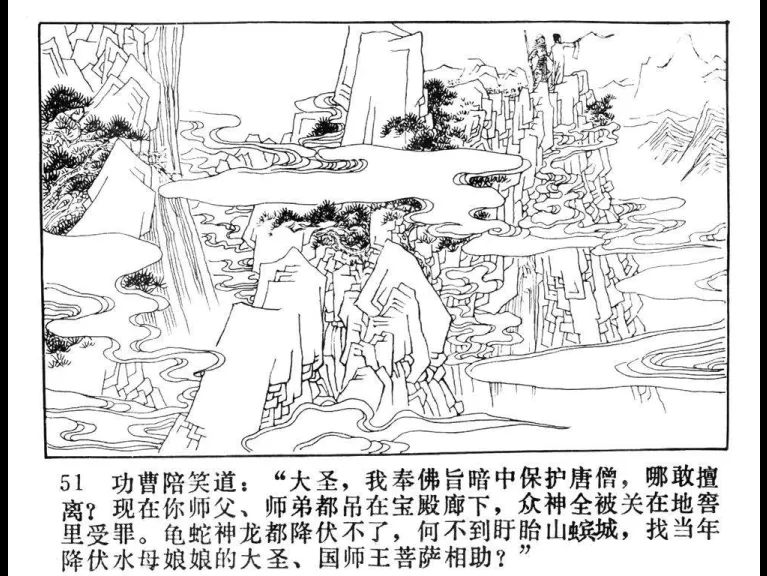 51 功曹陪笑道：“大圣，我奉佛旨暗中保护唐僧，哪敢擅
离？现在你师父、师弟都吊在宝殿廊下，众神全被关在地窖
里受罪。龟蛇神龙都降伏不了，何不到盱眙山蠙城，找当年
降伏水母娘娘的大圣、国师王菩萨相助？”